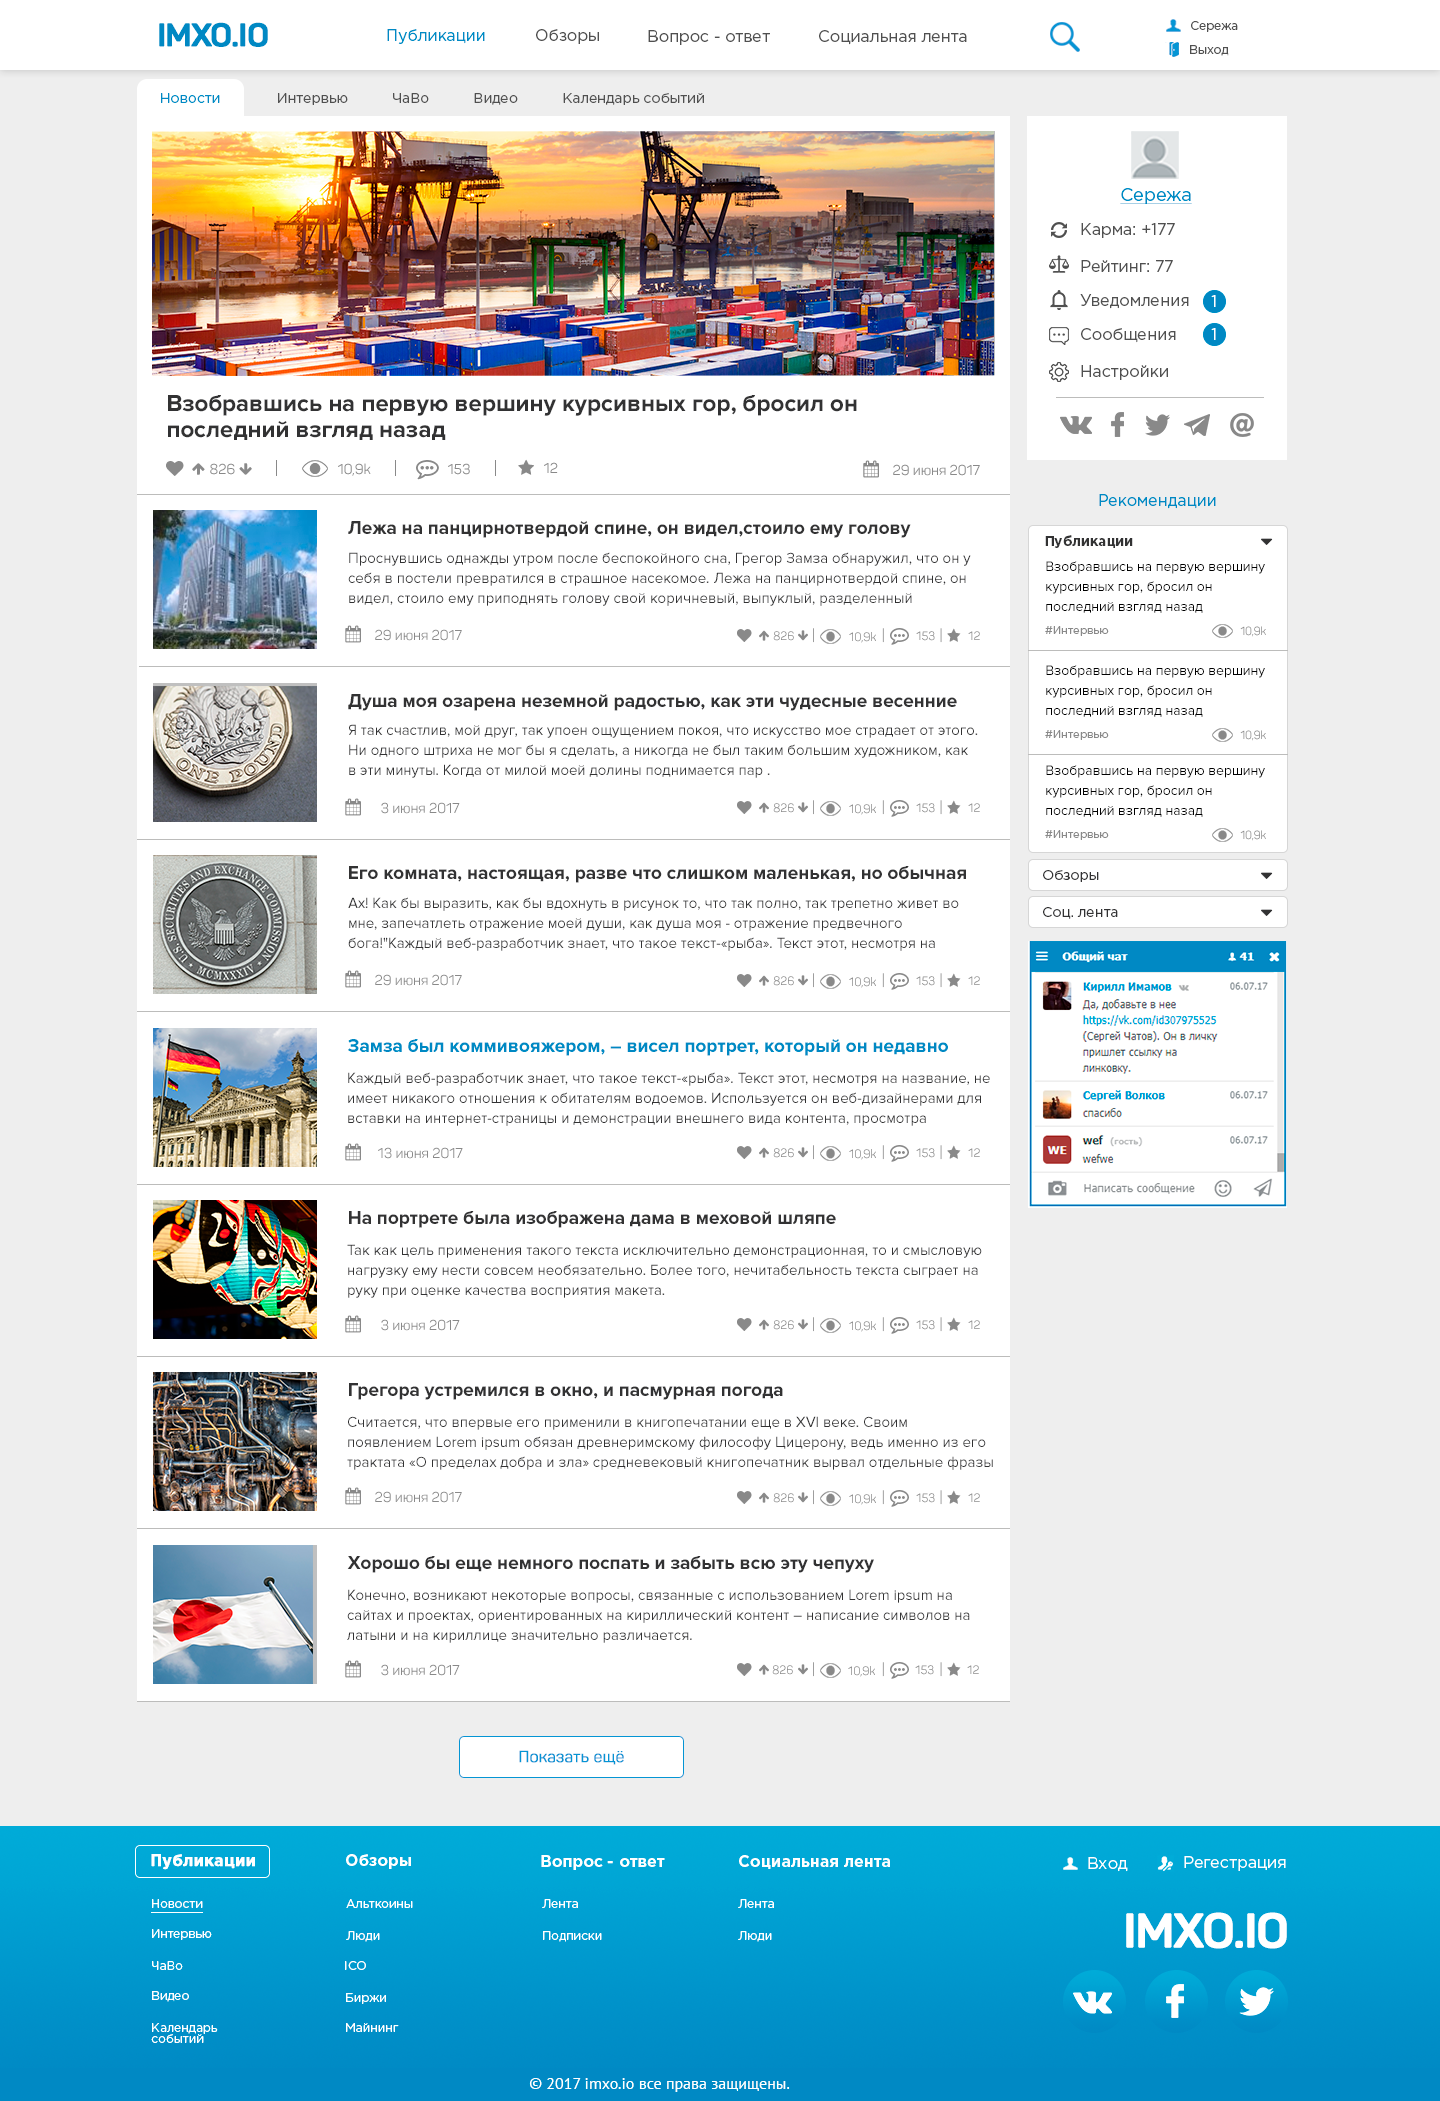 IMXO.IO
Публикации
Обзоры
Вопрос - ответ
Социальная лента
Сережа
Выход
Новости
Интервью
ЧаВо
Видео
Календарь событий
Взобравшись на первую вершину курсивных гор, бросил он
последний взгляд назад
826
10,9k
153
12
29 июня 2017
Лежа на панцирнотвердой спине, он видел,стоило ему голову
Проснувшись однажды утром после беспокойного сна, Грегор Замза обнаружил, что он у
себя в постели превратился в страшное насекомое. Лежа на панцирнотвердой спине, он
видел, стоило ему приподнять голову свой коричневый, выпуклый, разделенный
29 июня 2017
826 | 10,9k | 153 | 12
ONE POUND
Душа моя озарена неземной радостью, как эти чудесные весенние
Я так счастлив, мой друг, так упоен ощущением покоя, что искусство мое страдает от этого.
Ни одного штриха не мог бы я сделать, а никогда не был таким большим художником, как
в эти минуты. Когда от милой моей долины поднимается пар .
3 июня 2017
826 | 10,9k | 153 | 12
U.S. SECURITIES AND EXCHANGE COMMISSION
MCMXXXIV
Его комната, настоящая, разве что слишком маленькая, но обычная
Ах! Как бы выразить, как бы вдохнуть в рисунок то, что так полно, так трепетно живет во
мне, запечатлеть отражение моей души, как душа моя - отражение предвечного
бога!"Каждый веб-разработчик знает, что такое текст-«рыба». Текст этот, несмотря на
29 июня 2017
826 | 10,9k | 153 | 12
Замза был коммивояжером, – висел портрет, который он недавно
Каждый веб-разработчик знает, что такое текст-«рыба». Текст этот, несмотря на название, не
имеет никакого отношения к обитателям водоемов. Используется он веб-дизайнерами для
вставки на интернет-страницы и демонстрации внешнего вида контента, просмотра
13 июня 2017
826 | 10,9k | 153 | 12
На портрете была изображена дама в меховой шляпе
Так как цель применения такого текста исключительно демонстрационная, то и смысловую
нагрузку ему нести совсем необязательно. Более того, нечитабельность текста сыграет на
руку при оценке качества восприятия макета.
3 июня 2017
826 | 10,9k | 153 | 12
Грегора устремился в окно, и пасмурная погода
Считается, что впервые его применили в книгопечатании еще в XVI веке. Своим
появлением Lorem ipsum обязан древнеримскому философу Цицерону, ведь именно из его
трактата «О пределах добра и зла» средневековый книгопечатник вырвал отдельные фразы
29 июня 2017
826 | 10,9k | 153 | 12
Хорошо бы еще немного поспать и забыть всю эту чепуху
Конечно, возникают некоторые вопросы, связанные с использованием Lorem ipsum на
сайтах и проектах, ориентированных на кириллический контент – написание символов на
латыни и на кириллице значительно различается.
3 июня 2017
826 | 10,9k | 153 | 12
Показать ещё
Сережа
Карма: +177
Рейтинг: 77
Уведомления 1
Сообщения 1
Настройки
Рекомендации
Публикации
Взобравшись на первую вершину
курсивных гор, бросил он
последний взгляд назад
#Интервью
10,9k
Взобравшись на первую вершину
курсивных гор, бросил он
последний взгляд назад
#Интервью
10,9k
Взобравшись на первую вершину
курсивных гор, бросил он
последний взгляд назад
#Интервью
10,9k
Обзоры
Соц. лента
Общий чат
41
Кирилл Имамов
06.07.17
Да, добавьте в нее
https://vk.com/id307975525
(Сергей Чатов). Он в личку
пришлет ссылку на
линковку.
Сергей Волков
06.07.17
спасибо
WE
wef (гость)
06.07.17
wefwe
Написать сообщение
Публикации
Новости
Интервью
ЧаВо
Видео
Календарь
событий
Обзоры
Альткоины
Люди
ICO
Биржи
Майнинг
Вопрос - ответ
Лента
Подписки
Социальная лента
Лента
Люди
Вход
Регестрация
IMXO.IO
© 2017 imxo.io все права защищены.